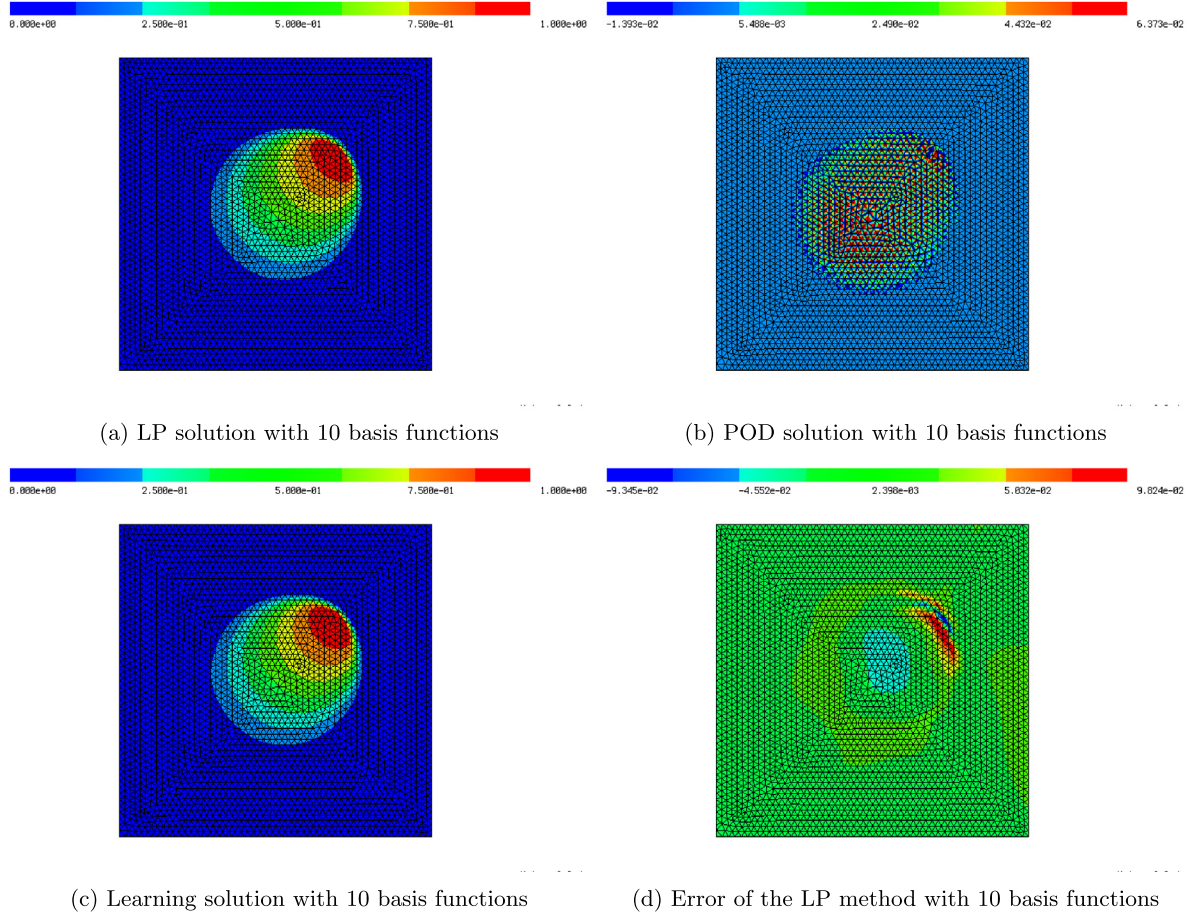 0.000e+00 2.500e-01 5.000e-01 7.500e-01 1.000e+00
-1.393e-02 5.488e-03 2.490e-02 4.432e-02 6.373e-02
(a) LP solution with 10 basis functions
(b) POD solution with 10 basis functions
0.000e+00 2.500e-01 5.000e-01 7.500e-01 1.000e+00
-9.345e-02 -4.552e-02 2.398e-03 5.032e-02 9.824e-02
(c) Learning solution with 10 basis functions
(d) Error of the LP method with 10 basis functions